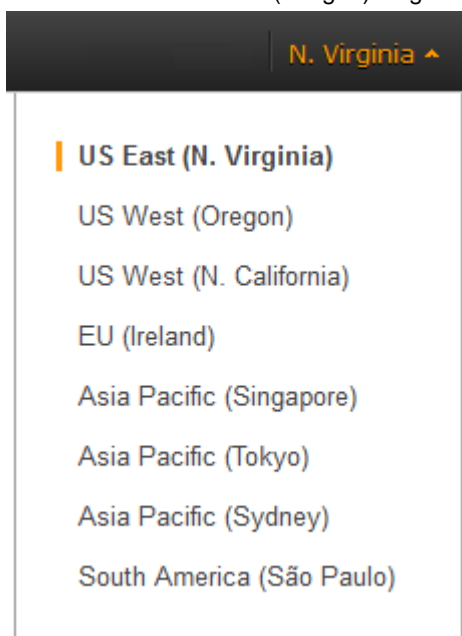 N. Virginia
US East (N. Virginia)
US West (Oregon)
US West (N. California)
EU (Ireland)
Asia Pacific (Singapore)
Asia Pacific (Tokyo)
Asia Pacific (Sydney)
South America (São Paulo)